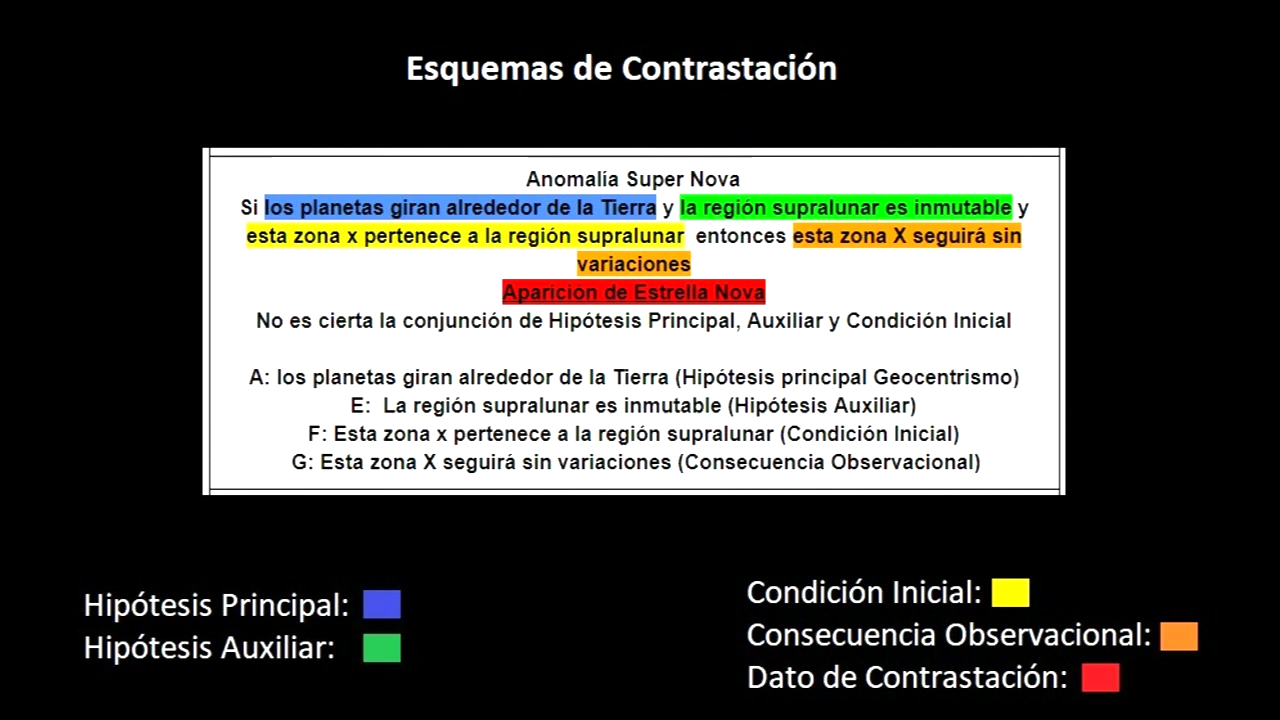 Esquemas de Contrastación
Anomalía Super Nova
Si los planetas giran alrededor de la Tierra y la región supralunar es inmutable y
esta zona x pertenece a la región supralunar entonces esta zona X seguirá sin
variaciones
Aparición de Estrella Nova
No es cierta la conjunción de Hipótesis Principal, Auxiliar y Condición Inicial
A: los planetas giran alrededor de la Tierra (Hipótesis principal Geocentrismo)
E: La región supralunar es inmutable (Hipótesis Auxiliar)
F: Esta zona x pertenece a la región supralunar (Condición Inicial)
G: Esta zona X seguirá sin variaciones (Consecuencia Observacional)
Hipótesis Principal:
Hipótesis Auxiliar:
Condición Inicial:
Consecuencia Observacional:
Dato de Contrastación: